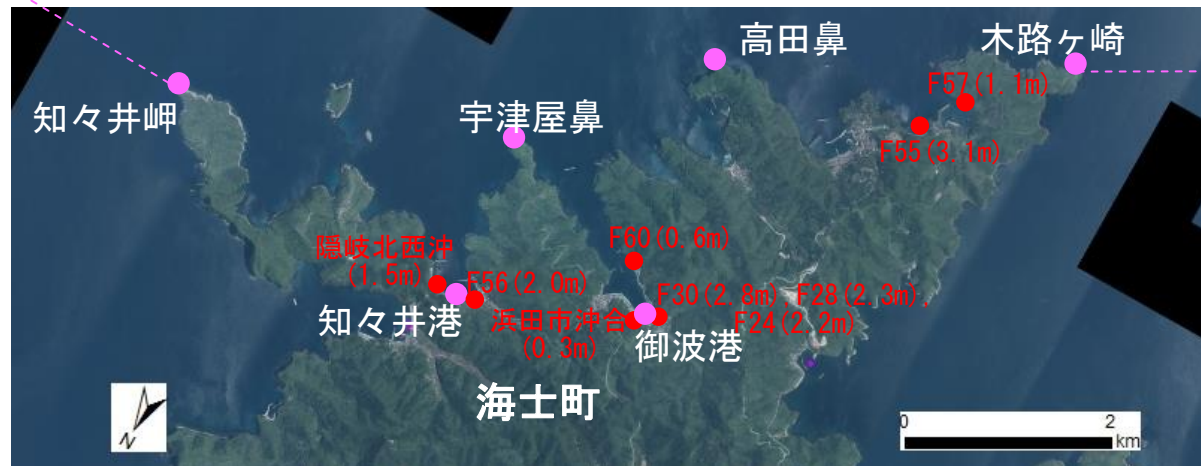 高田鼻
木路ヶ崎
知々井岬
宇津屋鼻
F57(1.1m)
F55(3.1m)
隠岐北西沖
(1.5m)
F60(0.6m)
F56(2.0m)
F30(2.8m),F28(2.3m),
F24(2.2m)
知々井港
浜田市沖合
(0.3m)
御波港
海士町
N
0 2
km